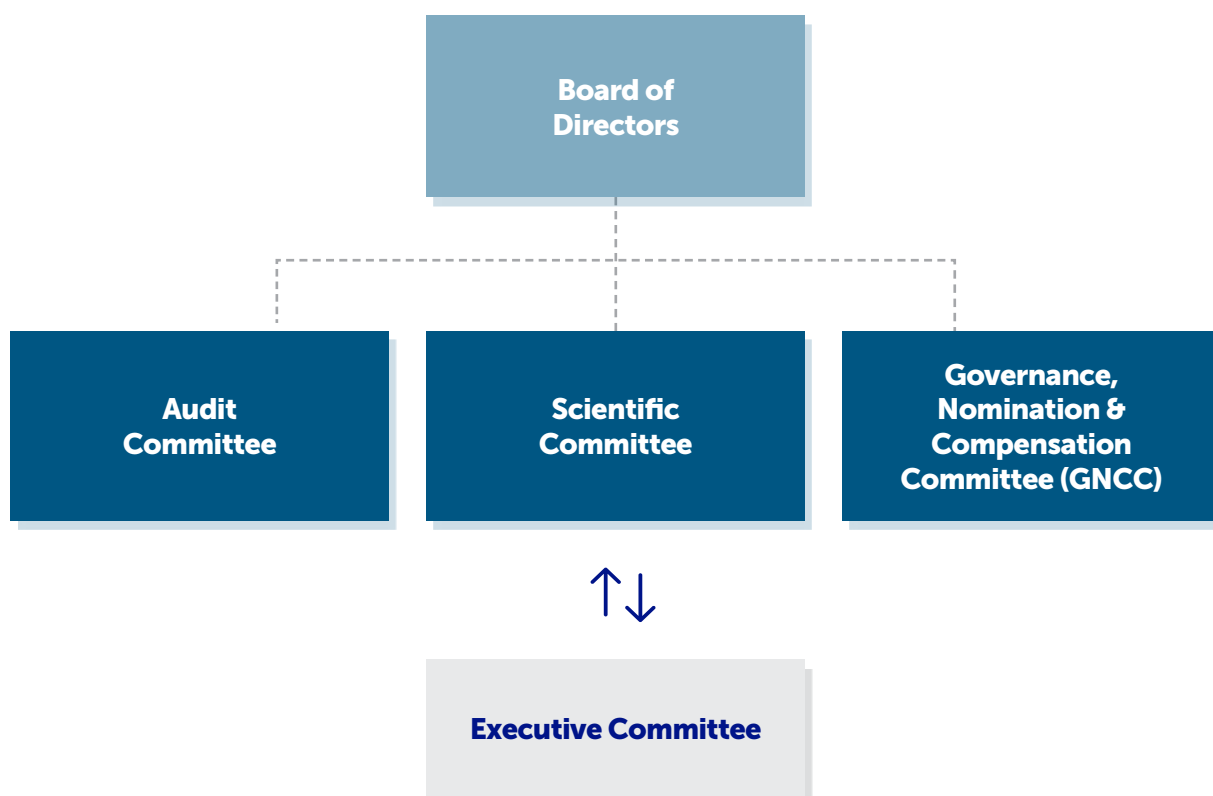 Board of
Directors
Audit
Committee
Scientific
Committee
Governance,
Nomination &
Compensation
Committee (GNCC)
Executive Committee